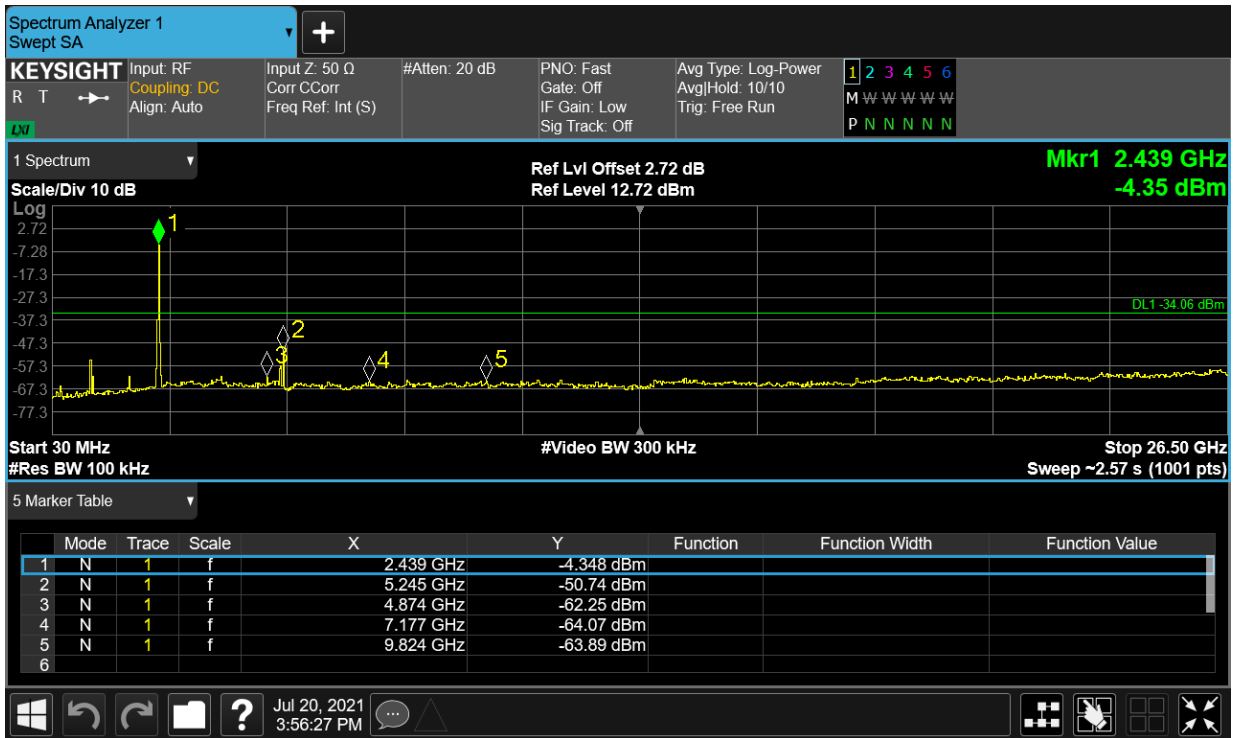 Spectrum Analyzer 1
Swept SA
+
KEYSIGHT
R T
LXI
Input: RF
Coupling: DC
Align: Auto
Input Z: 50 Ω
Corr CCorr
Freq Ref: Int (S)
#Atten: 20 dB
PNO: Fast
Gate: Off
IF Gain: Low
Sig Track: Off
Avg Type: Log-Power
Avg|Hold: 10/10
Trig: Free Run
1 2 3 4 5 6
M W W W W W
P N N N N N
1 Spectrum
Scale/Div 10 dB
Ref Lvl Offset 2.72 dB
Ref Level 12.72 dBm
Mkr1 2.439 GHz
-4.35 dBm
Log
2.72
-7.28
-17.3
-27.3
-37.3
-47.3
-57.3
-67.3
-77.3
1
2
3
4
5
DL1 -34.06 dBm
Start 30 MHz
#Video BW 300 kHz
Stop 26.50 GHz
#Res BW 100 kHz
Sweep ~2.57 s (1001 pts)
5 Marker Table
Mode Trace Scale X Y Function Function Width Function Value
1 N 1 f 2.439 GHz -4.348 dBm
2 N 1 f 5.245 GHz -50.74 dBm
3 N 1 f 4.874 GHz -62.25 dBm
4 N 1 f 7.177 GHz -64.07 dBm
5 N 1 f 9.824 GHz -63.89 dBm
6
?
Jul 20, 2021
3:56:27 PM